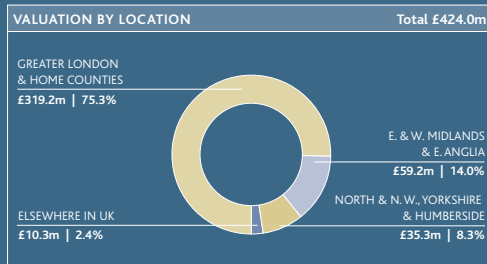 VALUATION BY LOCATION
Total £424.0m
GREATER LONDON
& HOME COUNTIES
£319.2m | 75.3%
E. & W. MIDLANDS
& E. ANGLIA
£59.2m | 14.0%
NORTH & N. W., YORKSHIRE
& HUMBERSIDE
£35.3m | 8.3%
ELSEWHERE IN UK
£10.3m | 2.4%